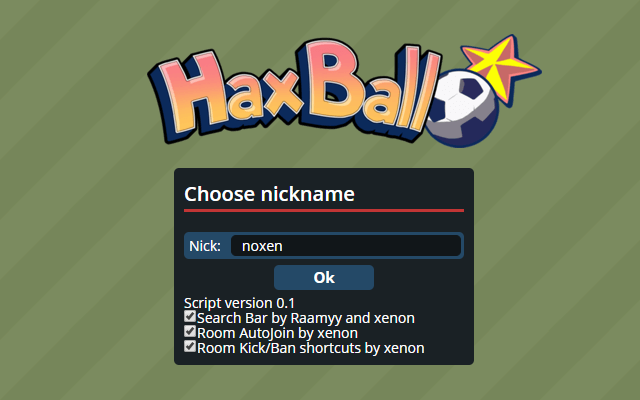 HaxBall
Choose nickname
Nick: noxen
Ok
Script version 0.1
Search Bar by Raamyy and xenon
Room AutoJoin by xenon
Room Kick/Ban shortcuts by xenon